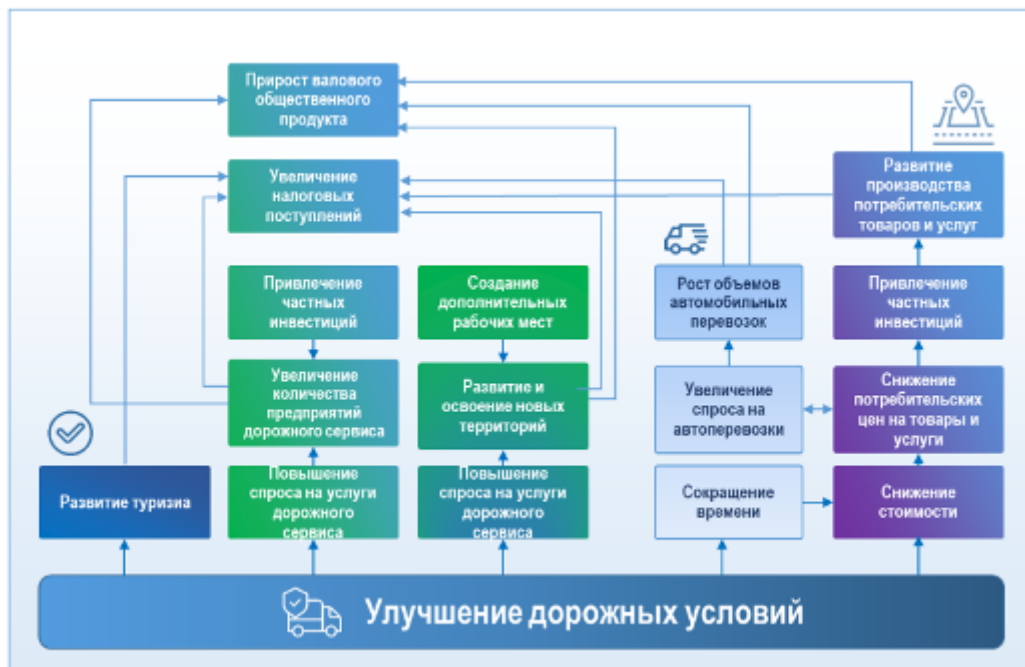 Прирост валового
общественного
продукта
Увеличение
налоговых
поступлений
Развитие
производства
потребительских
товаров и услуг
Привлечение
частных
инвестиций
Создание
дополнительных
рабочих мест
Рост объемов
автомобильных
перевозок
Привлечение
частных
инвестиций
Увеличение
количества
предприятий
дорожного сервиса
Развитие и
освоение новых
территорий
Увеличение
спроса на
автоперевозки
Снижение
потребительских
цен на товары и
услуги
Развитие туризиа
Повышение
спроса на услуги
дорожного
сервиса
Повышение
спроса на услуги
дорожного
сервиса
Сокращение
времени
Снижение
стоимости
Улучшение дорожных условий